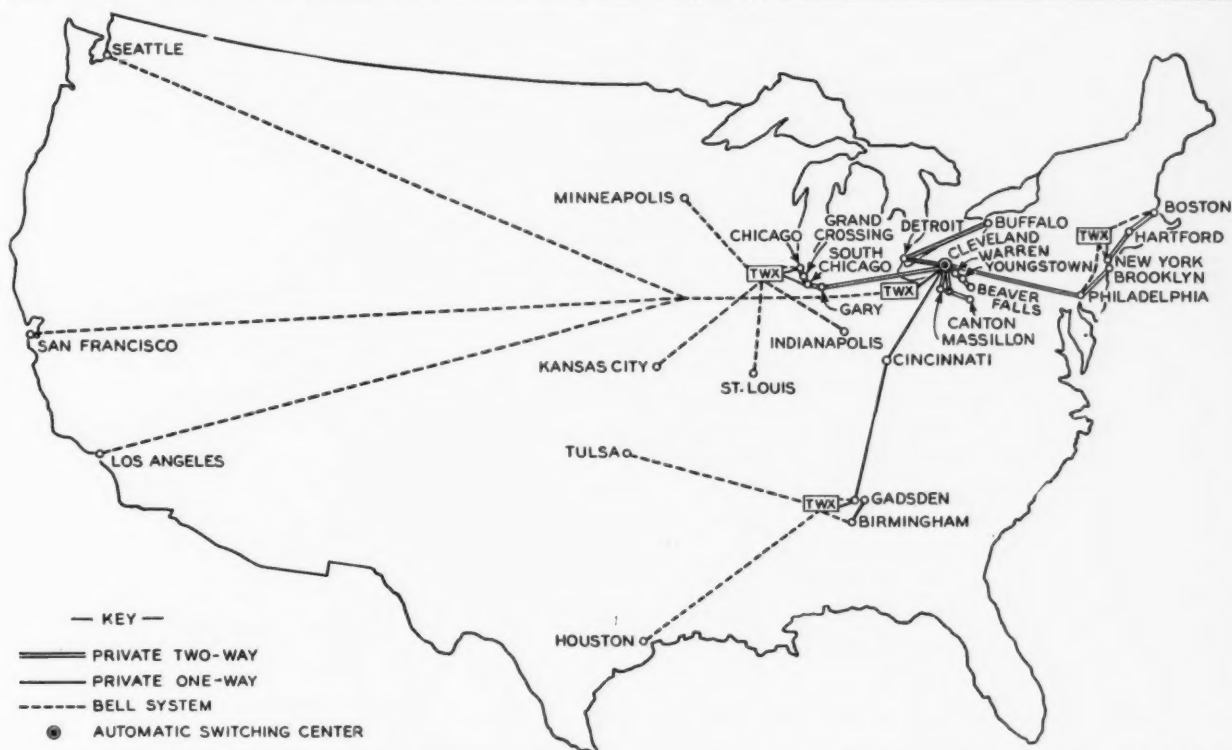 SEATTLE
MINNEAPOLIS
CHICAGO
GRAND
CROSSING
SOUTH
CHICAGO
DETROIT
BUFFALO
CLEVELAND
WARREN
YOUNGSTOWN
BEAVER
FALLS
BOSTON
TWX
HARTFORD
NEW YORK
BROOKLYN
PHILADELPHIA
TWX
TWX
GARY
CANTON
MASSILLON
SAN FRANCISCO
INDIANAPOLIS
KANSAS CITY
ST. LOUIS
CINCINNATI
LOS ANGELES
TULSA
TWX
GADSDEN
BIRMINGHAM
HOUSTON
— KEY —
PRIVATE TWO-WAY
PRIVATE ONE-WAY
BELL SYSTEM
AUTOMATIC SWITCHING CENTER